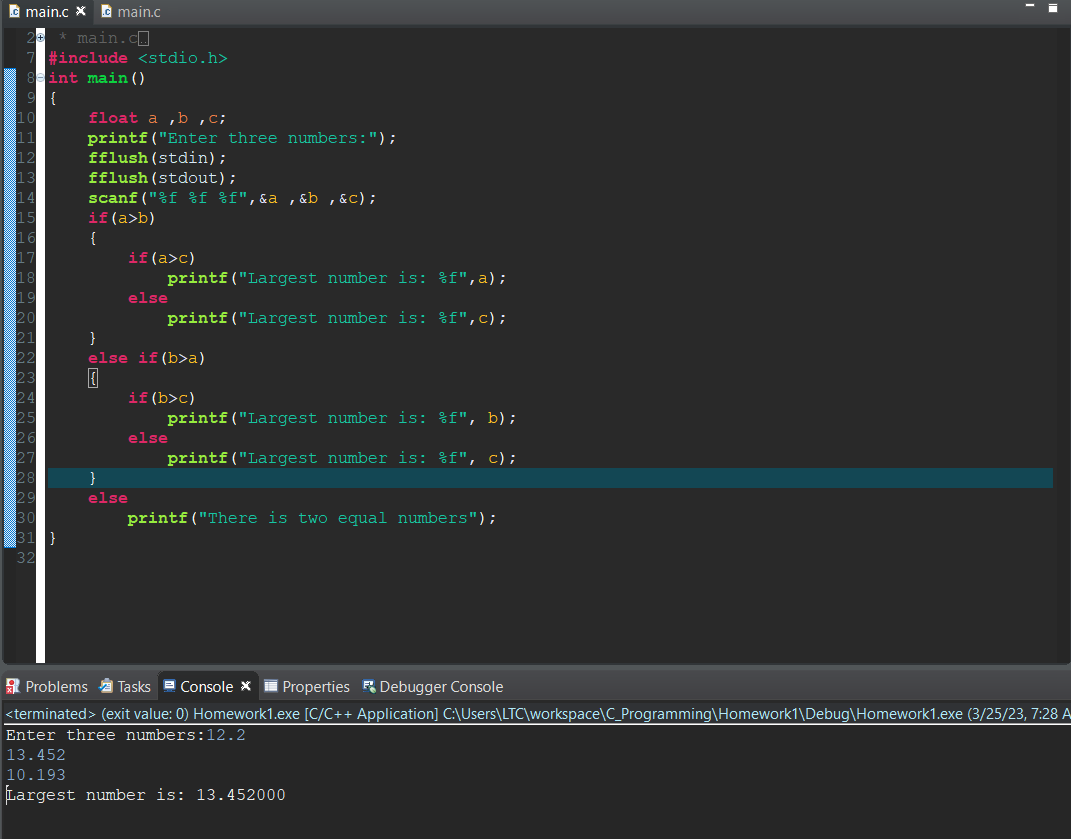 main.c
main.c
2 * main.c
7 #include <stdio.h>
8 int main()
9 {
10 float a ,b ,c;
11 printf("Enter three numbers:");
12 fflush(stdin);
13 fflush(stdout);
14 scanf("%f %f %f",&a ,&b ,&c);
15 if(a>b)
16 {
17 if(a>c)
18 printf("Largest number is: %f",a);
19 else
20 printf("Largest number is: %f",c);
21 }
22 else if(b>a)
23 {
24 if(b>c)
25 printf("Largest number is: %f", b);
26 else
27 printf("Largest number is: %f", c);
28 }
29 else
30 printf("There is two equal numbers");
31 }
32
Problems Tasks Console Properties Debugger Console
<terminated> (exit value: 0) Homework1.exe [C/C++ Application] C:\Users\LTC\workspace\C_Programming\Homework1\Debug\Homework1.exe (3/25/23, 7:28 A
Enter three numbers:12.2
13.452
10.193
Largest number is: 13.452000